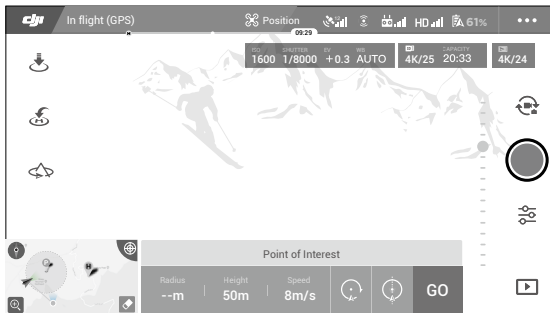 dji In flight (GPS) Position HD 61%
09:29
ISO SHUTTER EV WB CAPACITY
1600 1/8000 +0.3 AUTO 4K/25 20:33 4K/24
H
Point of Interest
Radius Height Speed
--m 50m 8m/s GO